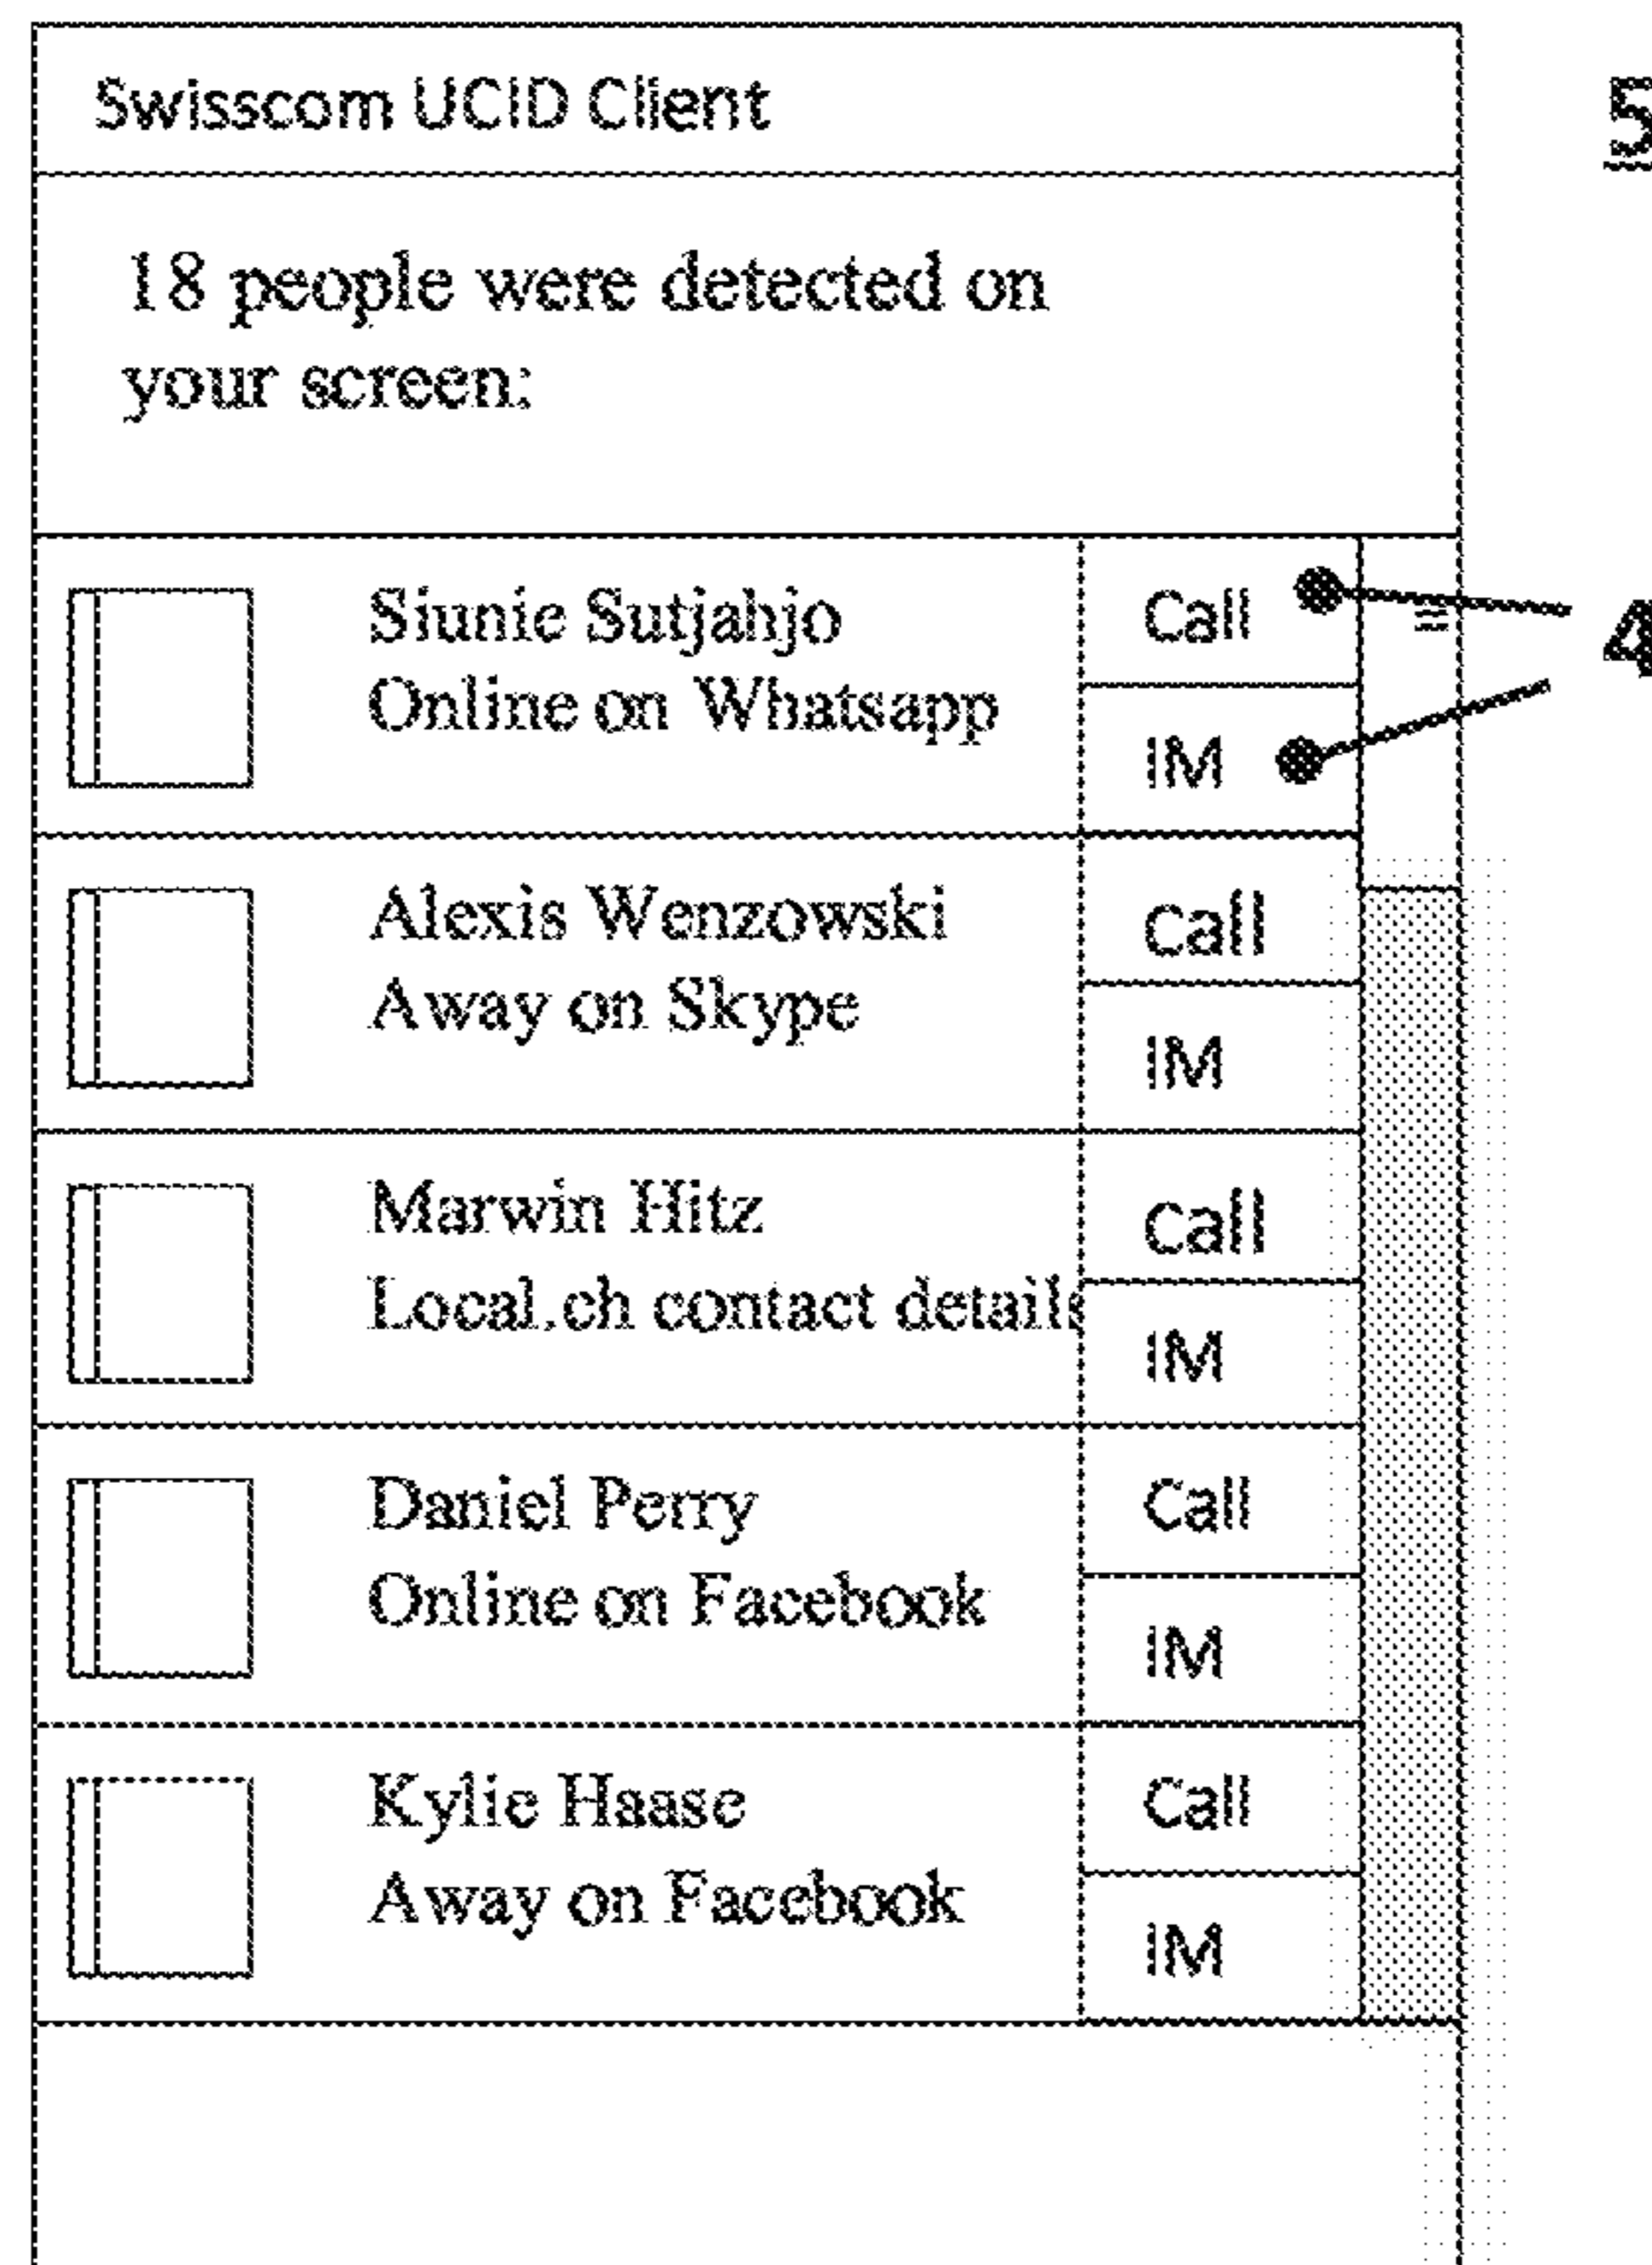 Swisscom UCID Client
5
18 people were detected on
your screen:
Siunie Sutjahjo
Online on Whatsapp
Call
IM
4
Alexis Wenzowski
Away on Skype
Call
IM
Marwin Hitz
Local.ch contact details
Call
IM
Daniel Perry
Online on Facebook
Call
IM
Kylie Haase
Away on Facebook
Call
IM